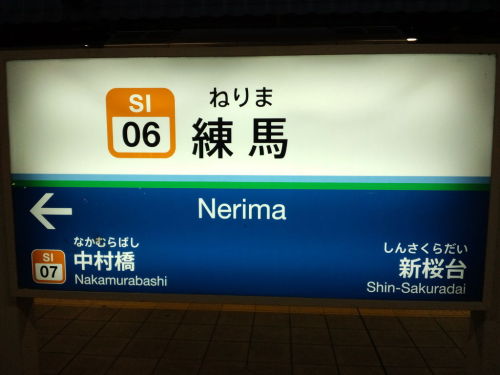 SI
06
ねりま
練馬
Nerima
SI
07
なかむらばし
中村橋
Nakamurabashi
しんさくらだい
新桜台
Shin-Sakuradai